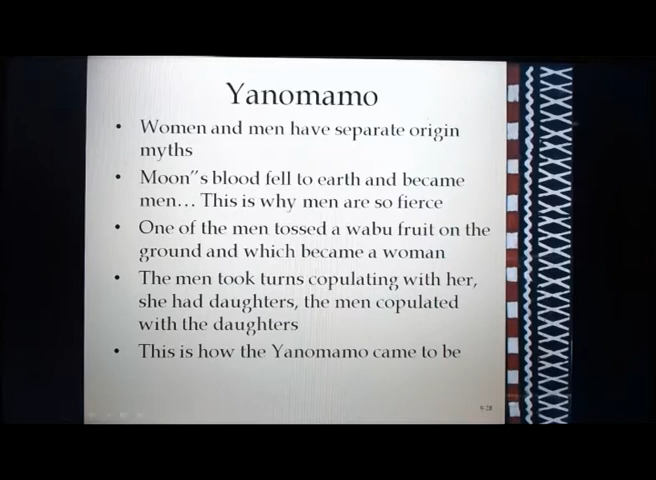 Yanomamo
• Women and men have separate origin
myths
• Moon"s blood fell to earth and became
men... This is why men are so fierce
• One of the men tossed a wabu fruit on the
ground and which became a woman
• The men took turns copulating with her,
she had daughters, the men copulated
with the daughters
• This is how the Yanomamo came to be
9-28